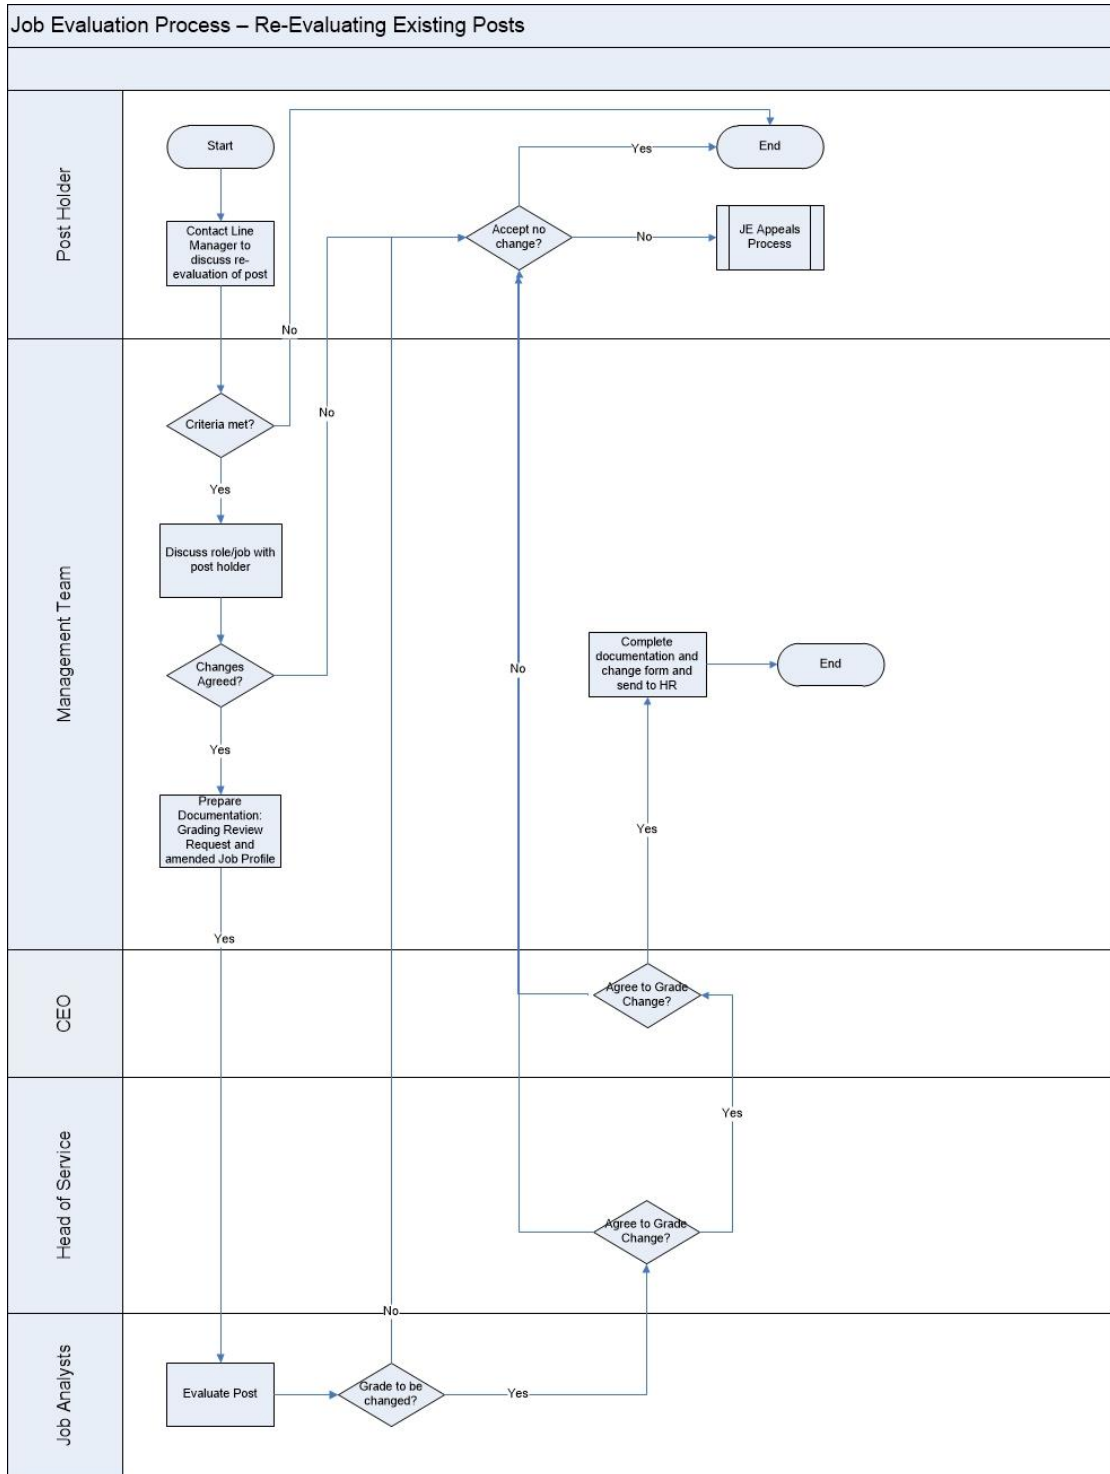 Job Evaluation Process – Re-Evaluating Existing Posts
Post Holder
Start
Contact Line
Manager to
discuss re-
evaluation of post
Accept no
change?
Yes
End
No
JE Appeals
Process
No
Management Team
Criteria met?
No
Yes
Discuss role/job with
post holder
Changes
Agreed?
Yes
Prepare
Documentation:
Grading Review
Request and
amended Job Profile
Yes
No
Complete
documentation and
change form and
send to HR
End
Yes
CEO
Agree to Grade
Change?
Head of Service
Yes
Agree to Grade
Change?
No
Job Analysts
Evaluate Post
Grade to be
changed?
Yes